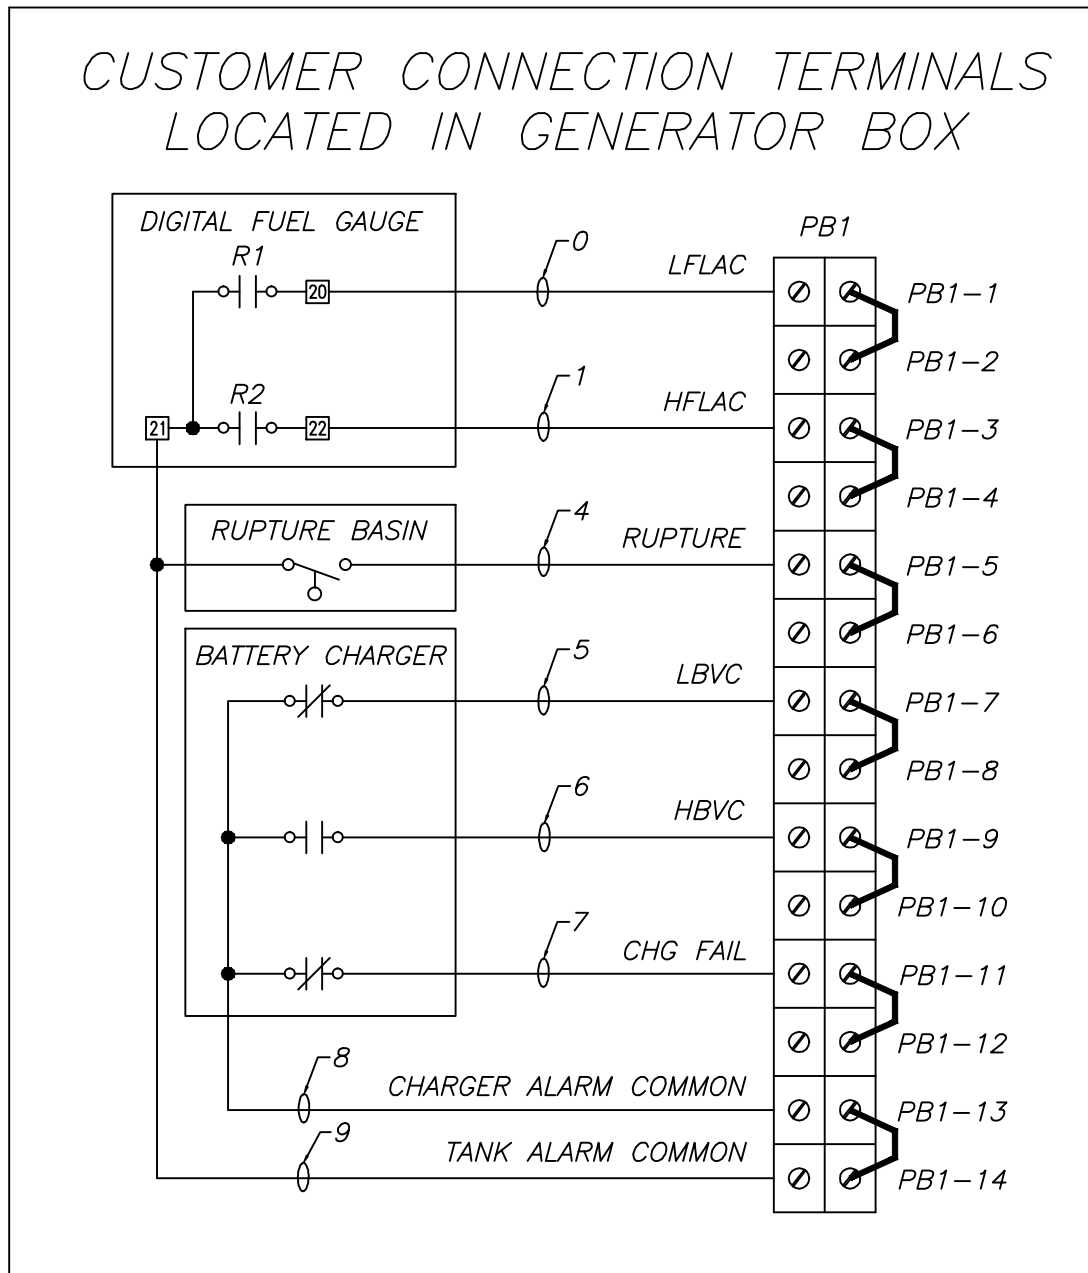 CUSTOMER CONNECTION TERMINALS
LOCATED IN GENERATOR BOX
DIGITAL FUEL GAUGE
PB1
R1
0
LFLAC
20
PB1-1
PB1-2
R2
1
HFLAC
21
22
PB1-3
PB1-4
RUPTURE BASIN
4
RUPTURE
PB1-5
PB1-6
BATTERY CHARGER
5
LBVC
PB1-7
PB1-8
6
HBVC
PB1-9
PB1-10
7
CHG FAIL
PB1-11
PB1-12
8
CHARGER ALARM COMMON
PB1-13
9
TANK ALARM COMMON
PB1-14